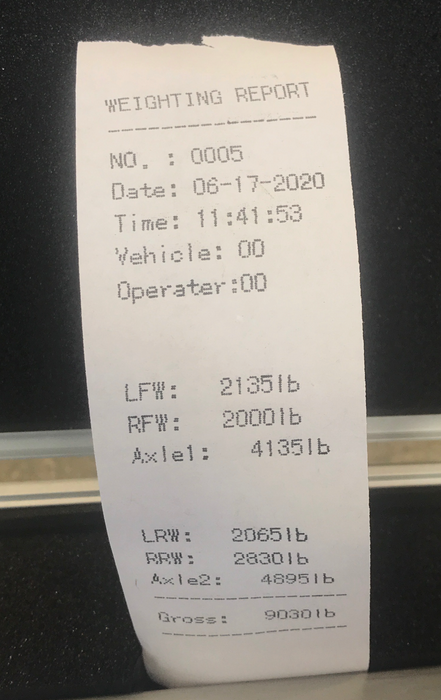 WEIGHTING REPORT
NO. : 0005
Date: 06-17-2020
Time: 11:41:53
Vehicle: 00
Operater:00
LFW: 2135lb
RFW: 2000lb
Axle1: 4135lb
LRW: 2065lb
RRW: 2830lb
Axle2: 4895lb
Gross: 9030lb